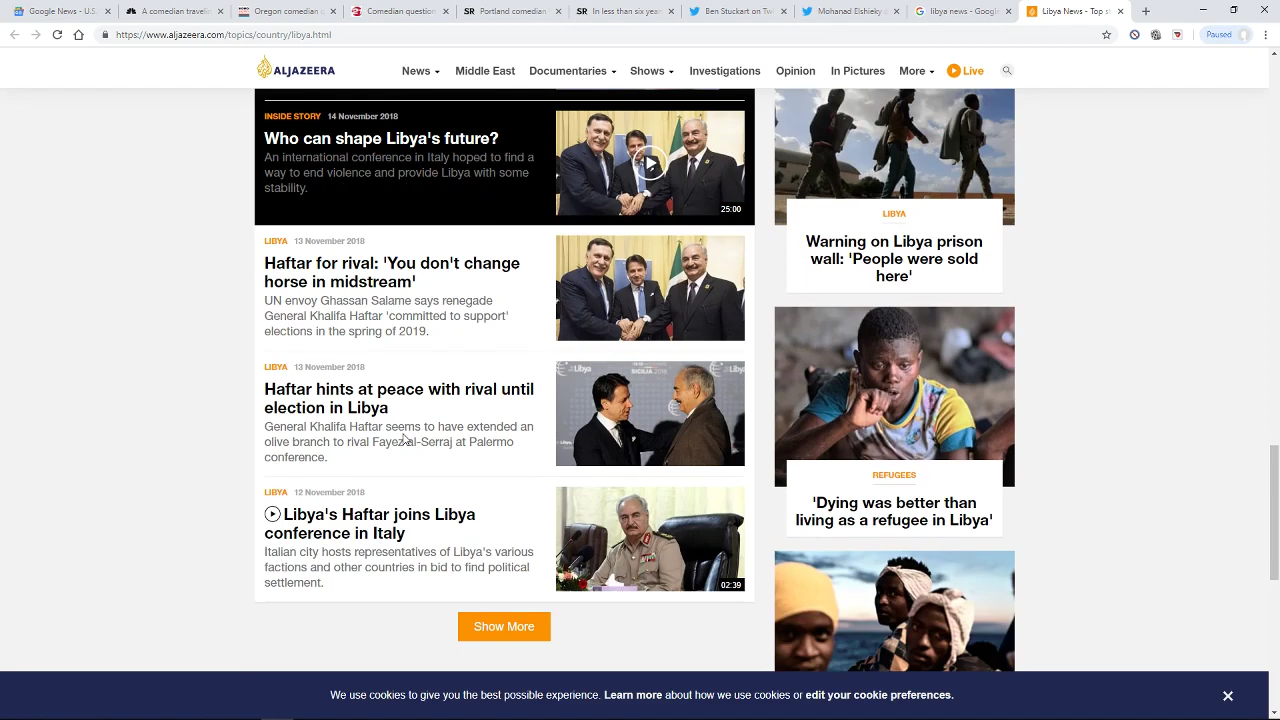 Google News - U.S.
A comedian traveli
Comedian question
Portland comedian
In less than six year
Ben Stuckart on Tw
Mohanad Elshieky
libya news - Googl
Libya News - Top st
https://www.aljazeera.com/topics/country/libya.html
Paused
ALJAZEERA
News
Middle East
Documentaries
Shows
Investigations
Opinion
In Pictures
More
Live
INSIDE STORY 14 November 2018
Who can shape Libya's future?
An international conference in Italy hoped to find a
way to end violence and provide Libya with some
stability.
25:00
LIBYA 13 November 2018
Haftar for rival: 'You don't change
horse in midstream'
UN envoy Ghassan Salame says renegade
General Khalifa Haftar 'committed to support'
elections in the spring of 2019.
LIBYA 13 November 2018
Haftar hints at peace with rival until
election in Libya
General Khalifa Haftar seems to have extended an
olive branch to rival Fayez al-Serraj at Palermo
conference.
LIBYA 12 November 2018
Libya's Haftar joins Libya
conference in Italy
Italian city hosts representatives of Libya's various
factions and other countries in bid to find political
settlement.
02:39
Show More
LIBYA
Warning on Libya prison
wall: 'People were sold
here'
REFUGEES
'Dying was better than
living as a refugee in Libya'
We use cookies to give you the best possible experience. Learn more about how we use cookies or edit your cookie preferences.